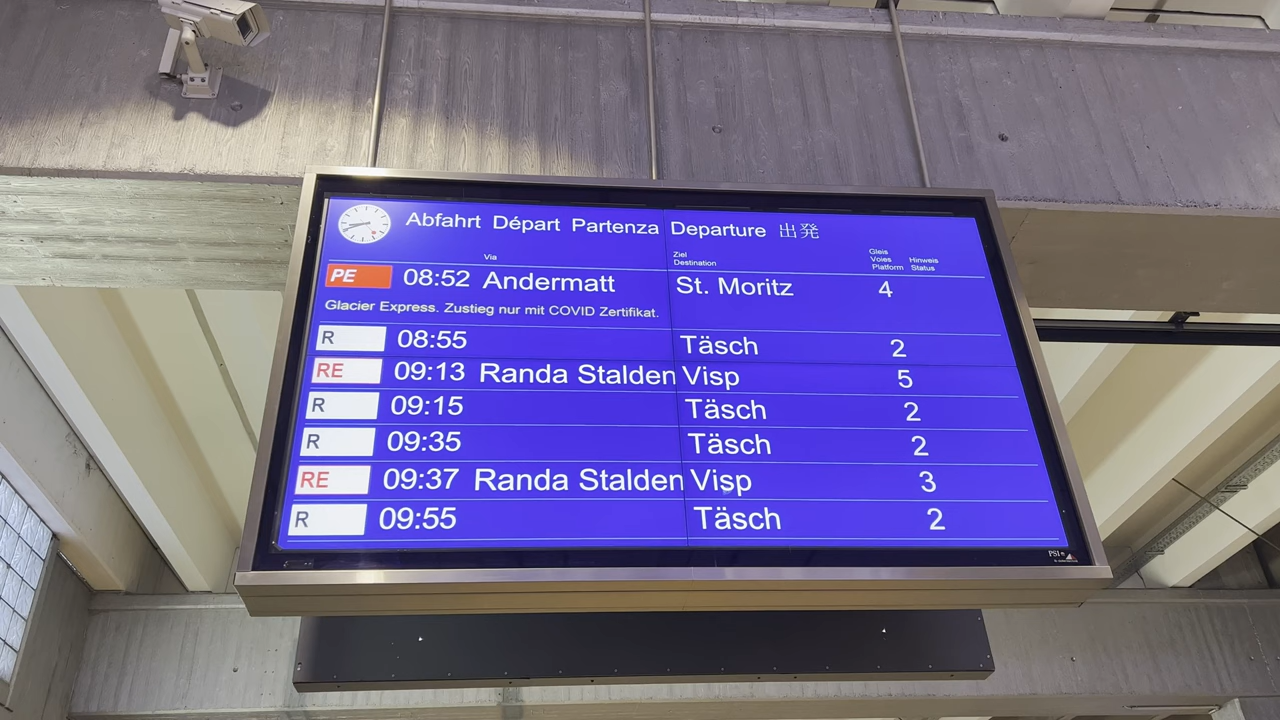 Abfahrt Départ Partenza Departure 出発
Via Ziel Destination Gleis Voies Platform Hinweis Status
PE 08:52 Andermatt St. Moritz 4
Glacier Express. Zustieg nur mit COVID Zertifikat.
R 08:55 Täsch 2
RE 09:13 Randa Stalden Visp 5
R 09:15 Täsch 2
R 09:35 Täsch 2
RE 09:37 Randa Stalden Visp 3
R 09:55 Täsch 2
PSI